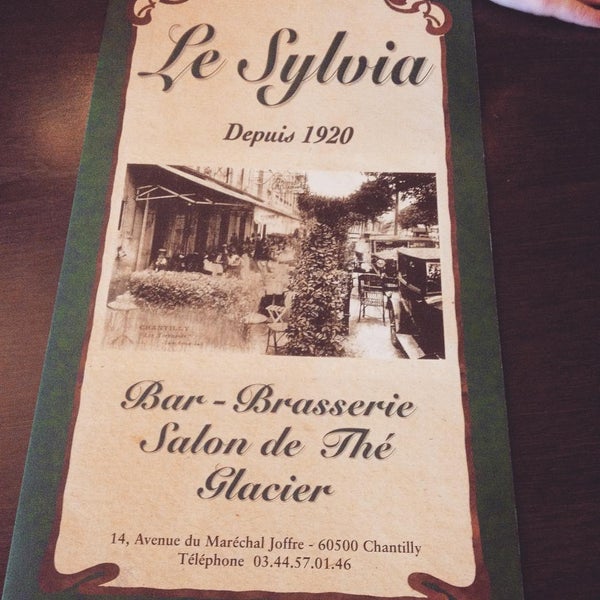 Le Sylvia
Depuis 1920
CHANTILLY
Bar - Brasserie
Salon de Thé
Glacier
14, Avenue du Maréchal Joffre - 60500 Chantilly
Téléphone 03.44.57.01.46